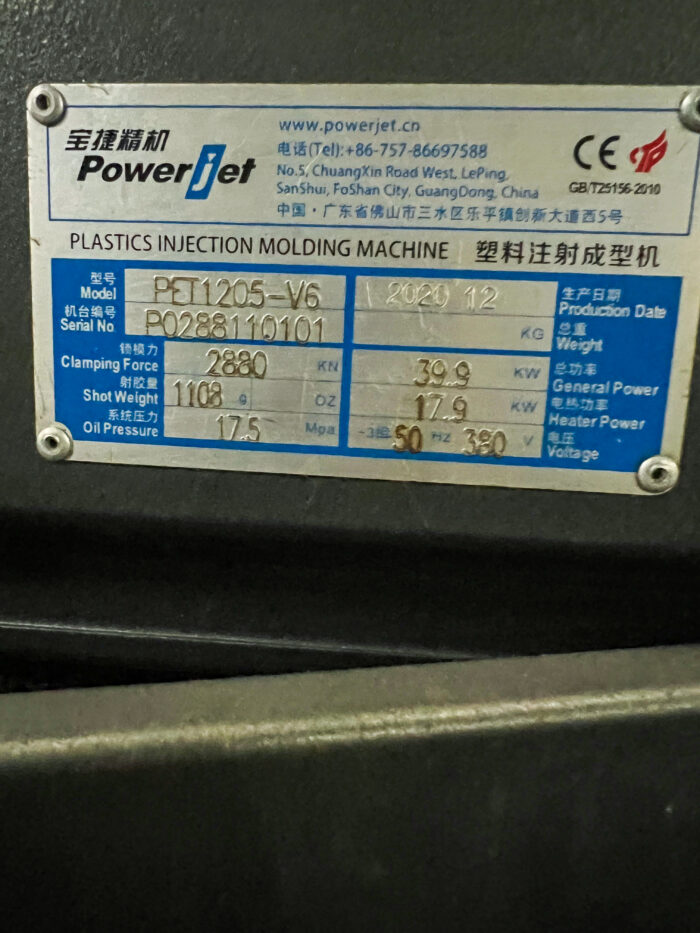 宝捷精机
Powerjet
www.powerjet.cn
电话(Tel):+86-757-86697588
No.5, ChuangXin Road West, LePing,
SanShui, FoShan City, GuangDong, China
中国·广东省佛山市三水区乐平镇创新大道西5号
CE
GB/T25156-2010
PLASTICS INJECTION MOLDING MACHINE 塑料注射成型机
型号 Model PET1205-V6 2020 12 生产日期 Production Date
机台编号 Serial No. P0288110101 KG 总重 Weight
锁模力 Clamping Force 2880 KN 39.9 KW 总功率 General Power
射胶量 Shot Weight 1108 g OZ 17.9 KW 电热功率 Heater Power
系统压力 Oil Pressure 17.5 Mpa ~3相 50 HZ 380 V 电压 Voltage